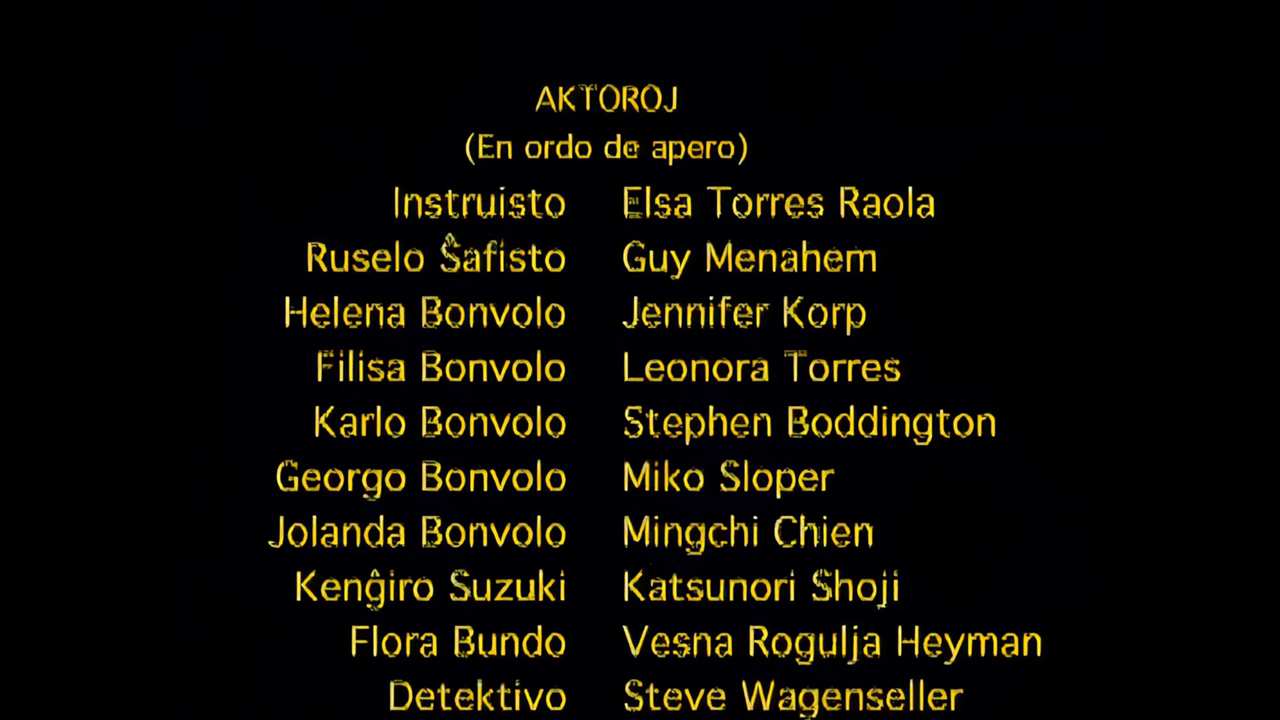 AKTOROJ
(En ordo de apero)
Instruisto Elsa Torres Raola
Ruselo Ŝafisto Guy Menahem
Helena Bonvolo Jennifer Korp
Filisa Bonvolo Leonora Torres
Karlo Bonvolo Stephen Boddington
Georgo Bonvolo Miko Sloper
Jolanda Bonvolo Mingchi Chien
Kenĝiro Suzuki Katsunori Shoji
Flora Bundo Vesna Rogulja Heyman
Detektivo Steve Wagenseller